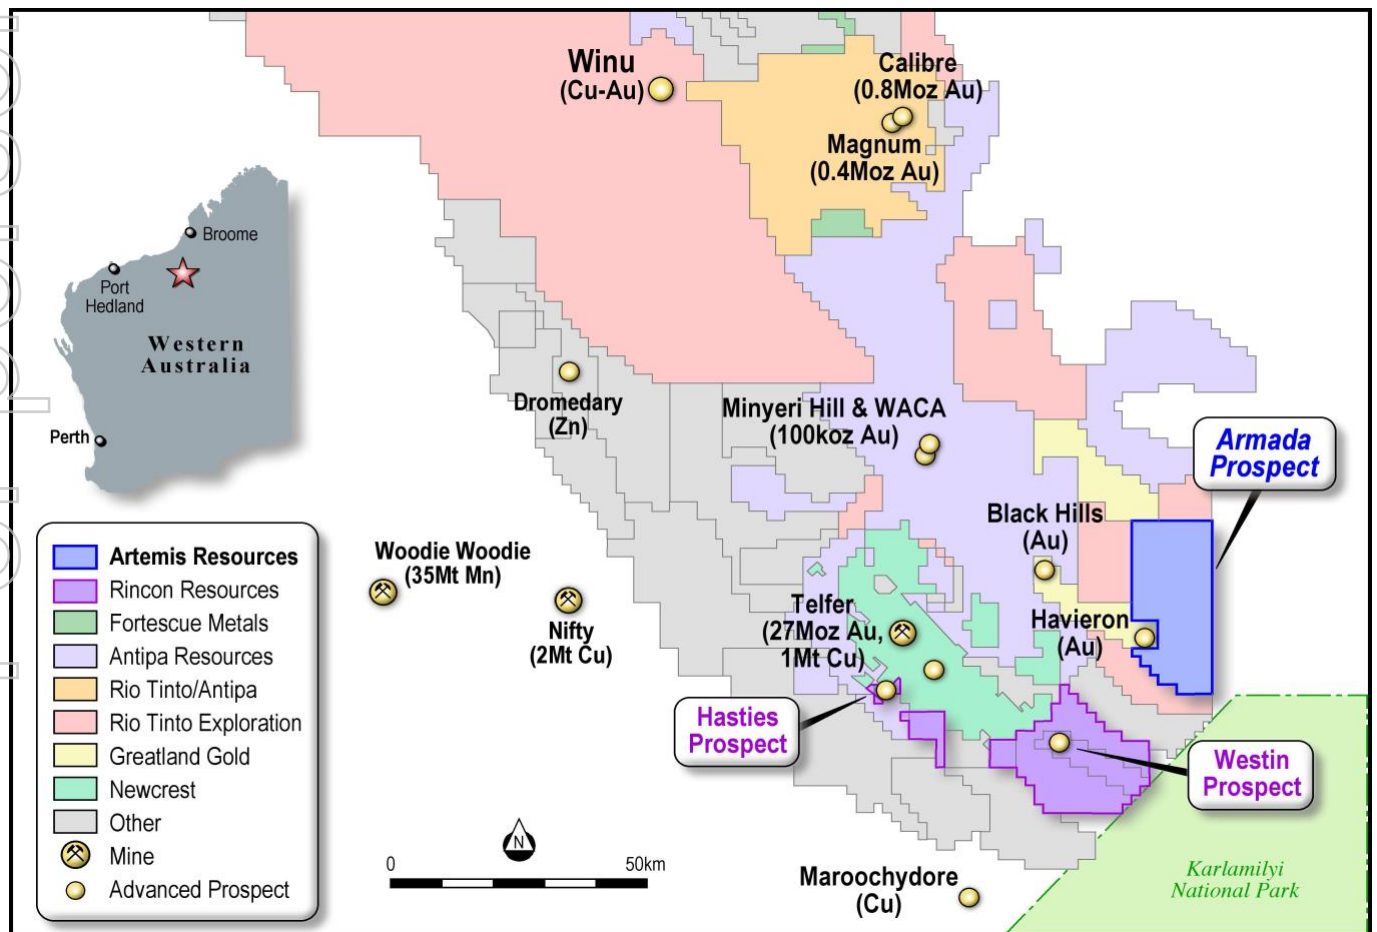 Winu
(Cu-Au)
Calibre
(0.8Moz Au)
Magnum
(0.4Moz Au)
Broome
Port
Hedland
Western
Australia
Perth
Dromedary
(Zn)
Minyeri Hill & WACA
(100koz Au)
Armada
Prospect
Black Hills
(Au)
Woodie Woodie
(35Mt Mn)
Nifty
(2Mt Cu)
Telfer
(27Moz Au,
1Mt Cu)
Havieron
(Au)
Hasties
Prospect
Westin
Prospect
Maroochydore
(Cu)
Karlamilyi
National Park
Artemis Resources
Rincon Resources
Fortescue Metals
Antipa Resources
Rio Tinto/Antipa
Rio Tinto Exploration
Greatland Gold
Newcrest
Other
Mine
Advanced Prospect
N
0
50km